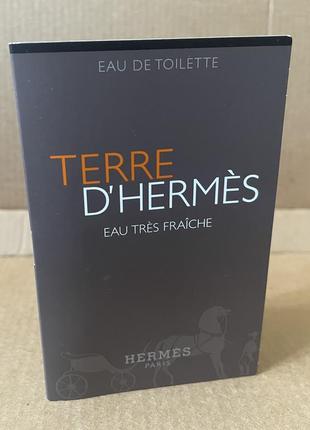 EAU DE TOILETTE
TERRE
D'HERMÈS
EAU TRÈS FRAÎCHE
HERMÈS
PARIS